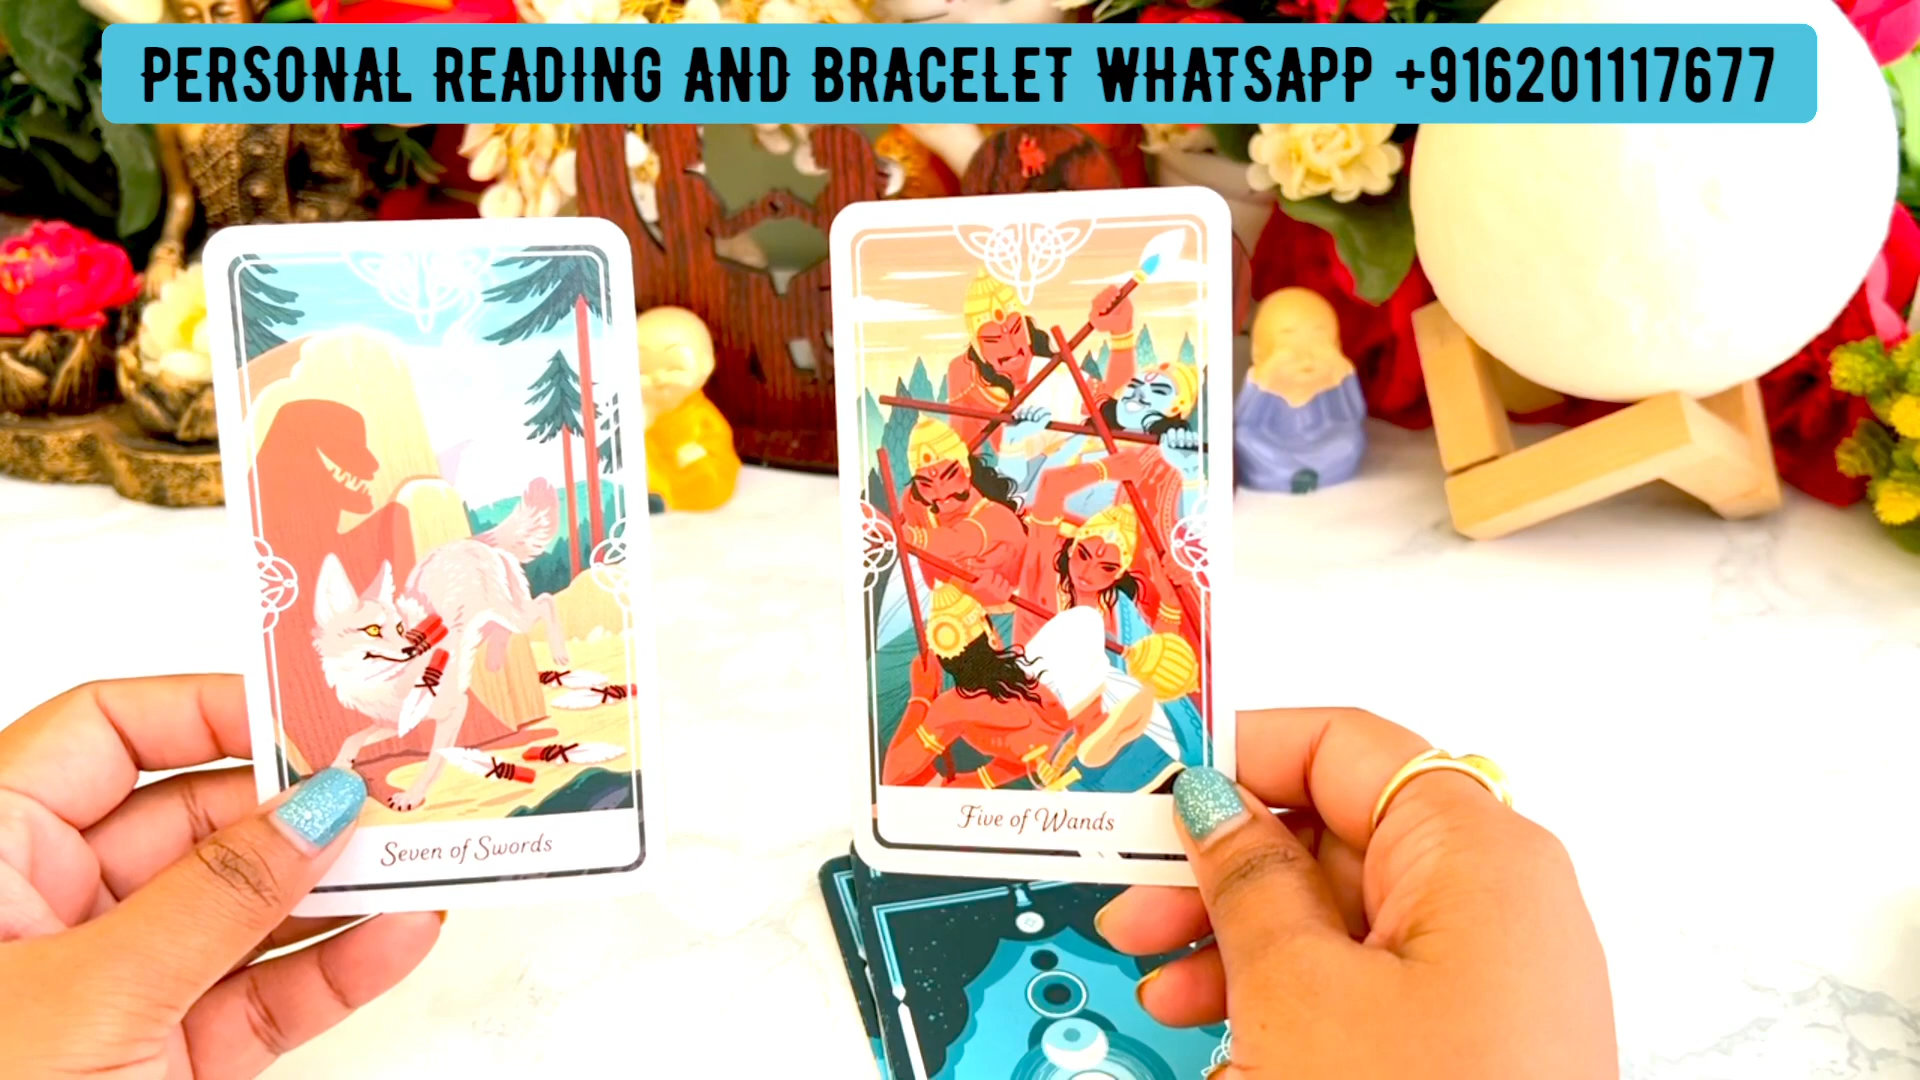 PERSONAL READING AND BRACELET WHATSAPP +916201117677
Seven of Swords
Five of Wands